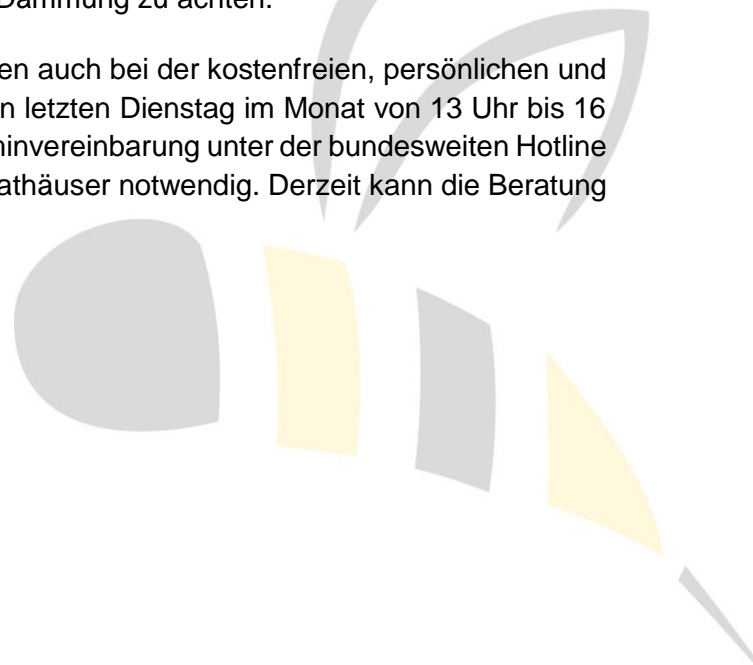 Dämmung zu achten.
en auch bei der kostenfreien, persönlichen und
n letzten Dienstag im Monat von 13 Uhr bis 16
ninvereinbarung unter der bundesweiten Hotline
athäuser notwendig. Derzeit kann die Beratung